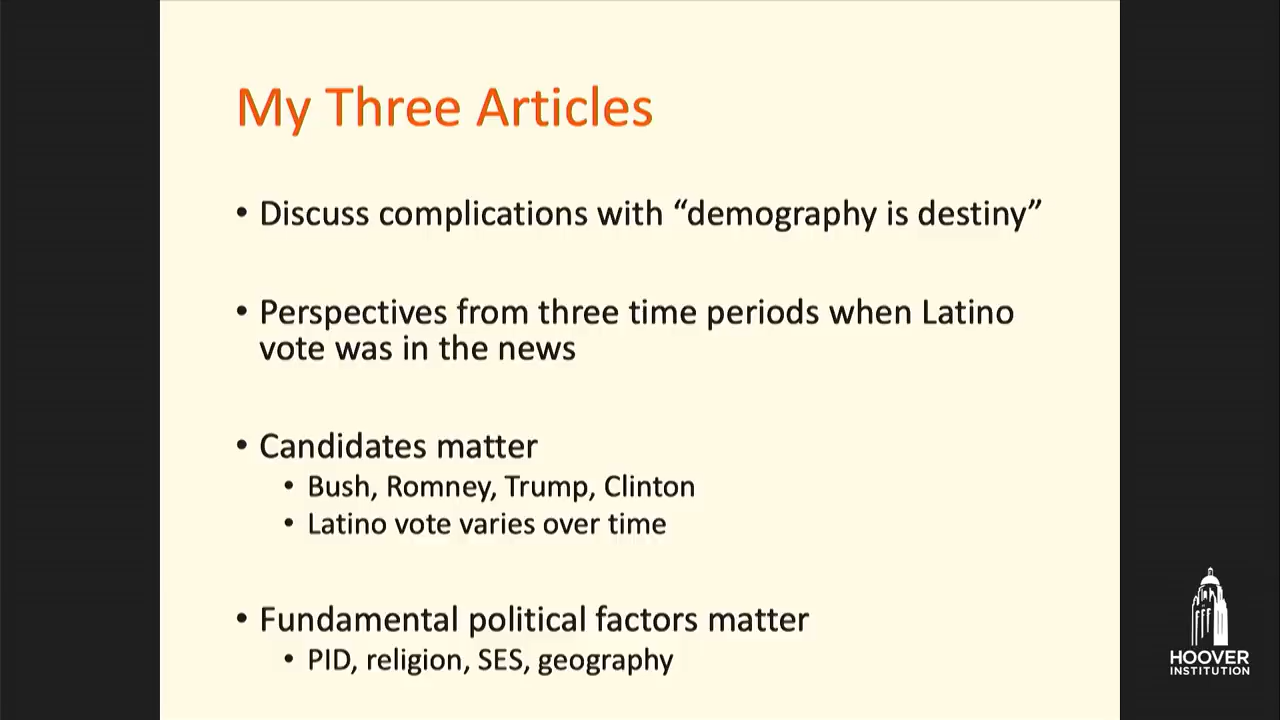 My Three Articles
• Discuss complications with “demography is destiny”
• Perspectives from three time periods when Latino
vote was in the news
• Candidates matter
• Bush, Romney, Trump, Clinton
• Latino vote varies over time
• Fundamental political factors matter
• PID, religion, SES, geography
HOOVER
INSTITUTION